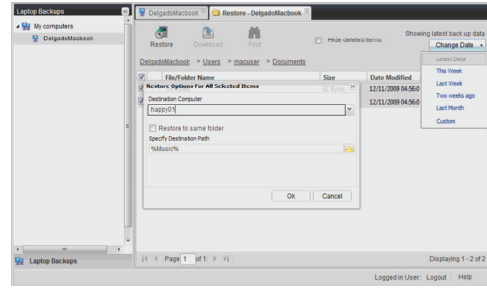 Laptop Backups
My computers
DelgadoMacbook
DelgadoMacbook
Restore - DelgadoMacbook
Restore
Download
Find
Hide deleted items
Showing latest back up data
Change Date
DelgadoMacbook > Users > macuser > Documents
File/Folder Name
Size
Date Modified
12/11/2009 04:56:0
12/11/2009 04:56:0
Latest Data
This Week
Last Week
Two weeks ago
Last Month
Custom
Restore Options For All Selected Items
Destination Computer
happy01
Restore to same folder
Specify Destination Path
%Music%
Ok
Cancel
Laptop Backups
Page 1 of 1
Displaying 1 - 2 of 2
Logged in User:
Logout
Help